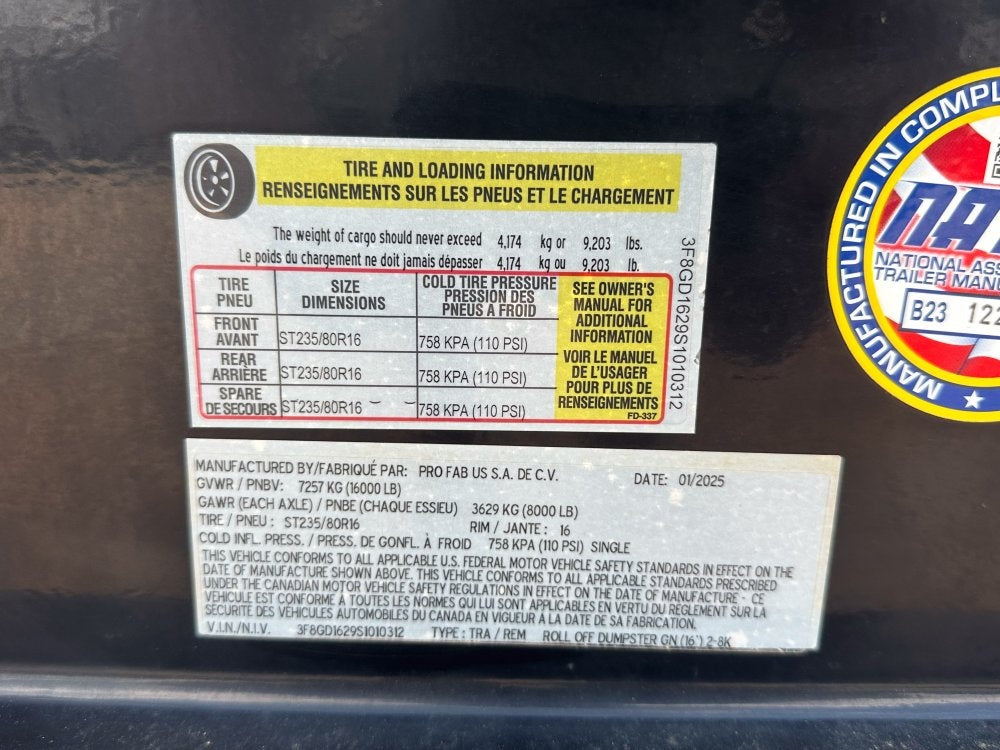 TIRE AND LOADING INFORMATION
RENSEIGNEMENTS SUR LES PNEUS ET LE CHARGEMENT
The weight of cargo should never exceed 4,174 kg or 9,203 lbs.
Le poids du chargement ne doit jamais dépasser 4,174 kg ou 9,203 lb.
TIRE
PNEU
SIZE
DIMENSIONS
COLD TIRE PRESSURE
PRESSION DES
PNEUS A FROID
FRONT
AVANT
ST235/80R16
758 KPA (110 PSI)
REAR
ARRIÈRE
ST235/80R16
758 KPA (110 PSI)
SPARE
DE SECOURS
ST235/80R16
758 KPA (110 PSI)
SEE OWNER'S
MANUAL FOR
ADDITIONAL
INFORMATION
VOIR LE MANUEL
DE L'USAGER
POUR PLUS DE
RENSEIGNEMENTS
FD-337
3F8GD1629S1010312
MANUFACTURED BY/FABRIQUÉ PAR: PRO FAB US S.A. DE C.V. DATE: 01/2025
GVWR / PNBV: 7257 KG (16000 LB)
GAWR (EACH AXLE) / PNBE (CHAQUE ESSIEU) 3629 KG (8000 LB)
TIRE / PNEU : ST235/80R16 RIM / JANTE : 16
COLD INFL. PRESS. / PRESS. DE GONFL. À FROID 758 KPA (110 PSI) SINGLE
THIS VEHICLE CONFORMS TO ALL APPLICABLE U.S. FEDERAL MOTOR VEHICLE SAFETY STANDARDS IN EFFECT ON THE
DATE OF MANUFACTURE SHOWN ABOVE. THIS VEHICLE CONFORMS TO ALL APPLICABLE STANDARDS PRESCRIBED
UNDER THE CANADIAN MOTOR VEHICLE SAFETY REGULATIONS IN EFFECT ON THE DATE OF MANUFACTURE - CE
VEHICULE EST CONFORME À TOUTES LES NORMES QUI LUI SONT APPLICABLES EN VERTU DU REGLEMENT SUR LA
SÉCURITÉ DES VÉHICULES AUTOMOBILES DU CANADA EN VIGUEUR A LA DATE DE SA FABRICATION.
V.I.N./N.I.V. 3F8GD1629S1010312 TYPE : TRA / REM ROLL OFF DUMPSTER GN (16') 2-8K
MANUFACTURED IN COMPL
NA
NATIONAL ASS
TRAILER MANU
B23 122